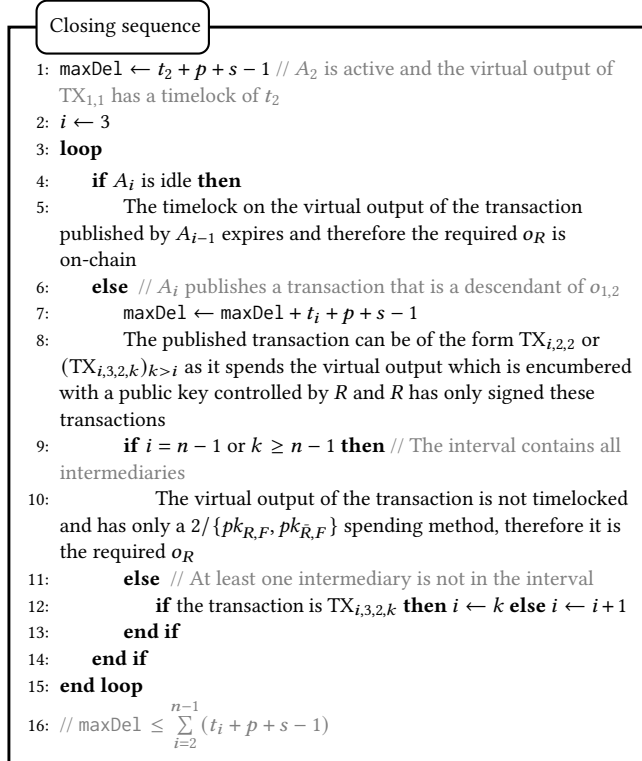 Closing sequence
1: maxDel ← t₂ + p + s − 1 // A₂ is active and the virtual output of
TX₁,₁ has a timelock of t₂
2: i ← 3
3: loop
4: if Aᵢ is idle then
5: The timelock on the virtual output of the transaction
published by Aᵢ₋₁ expires and therefore the required o_R is
on-chain
6: else // Aᵢ publishes a transaction that is a descendant of o₁,₂
7: maxDel ← maxDel + tᵢ + p + s − 1
8: The published transaction can be of the form TXᵢ,₂,₂ or
(TXᵢ,₃,₂,ₖ)ₖ>ᵢ as it spends the virtual output which is encumbered
with a public key controlled by R and R has only signed these
transactions
9: if i = n − 1 or k ≥ n − 1 then // The interval contains all
intermediaries
10: The virtual output of the transaction is not timelocked
and has only a 2/{pk_{R,F}, pk_{R̄,F}} spending method, therefore it is
the required o_R
11: else // At least one intermediary is not in the interval
12: if the transaction is TXᵢ,₃,₂,ₖ then i ← k else i ← i + 1
13: end if
14: end if
15: end loop
16: // maxDel ≤ ∑_{i=2}^{n−1} (tᵢ + p + s − 1)